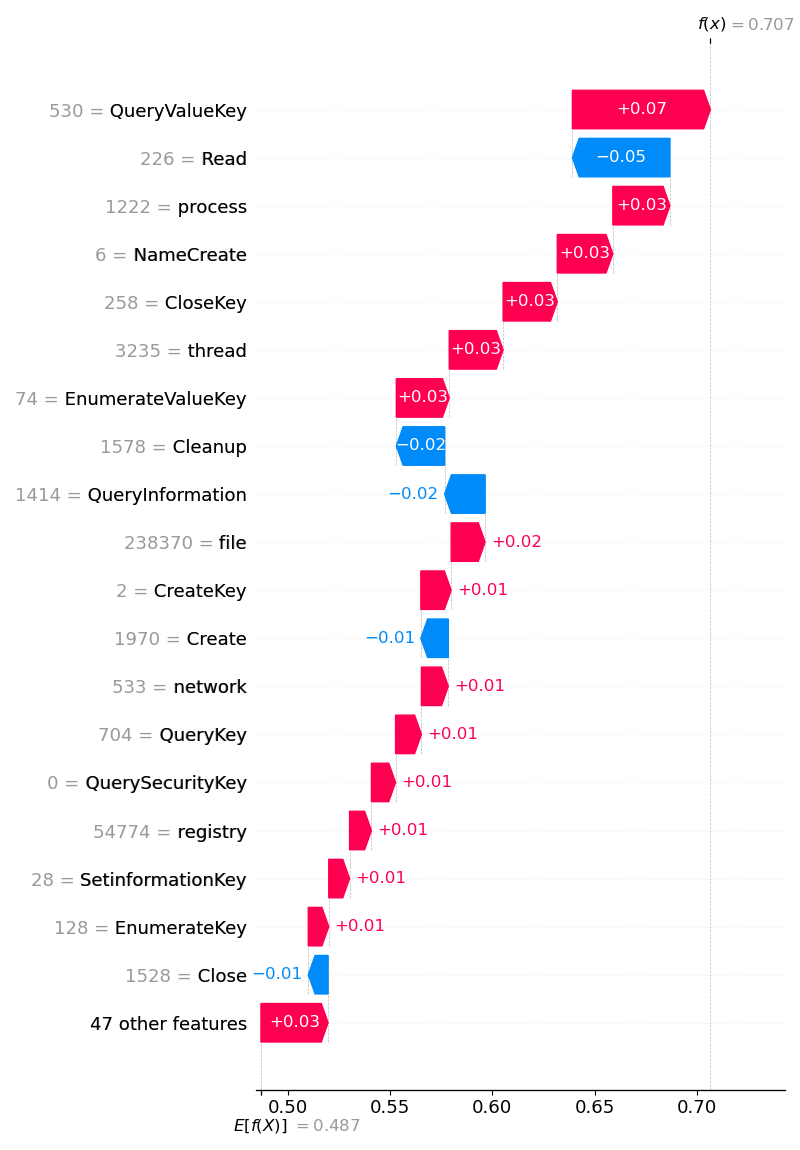 f(x) = 0.707
530 = QueryValueKey +0.07
226 = Read −0.05
1222 = process +0.03
6 = NameCreate +0.03
258 = CloseKey +0.03
3235 = thread +0.03
74 = EnumerateValueKey +0.03
1578 = Cleanup −0.02
1414 = QueryInformation −0.02
238370 = file +0.02
2 = CreateKey +0.01
1970 = Create −0.01
533 = network +0.01
704 = QueryKey +0.01
0 = QuerySecurityKey +0.01
54774 = registry +0.01
28 = SetinformationKey +0.01
128 = EnumerateKey +0.01
1528 = Close −0.01
47 other features +0.03
0.50 0.55 0.60 0.65 0.70
E[f(X)] = 0.487